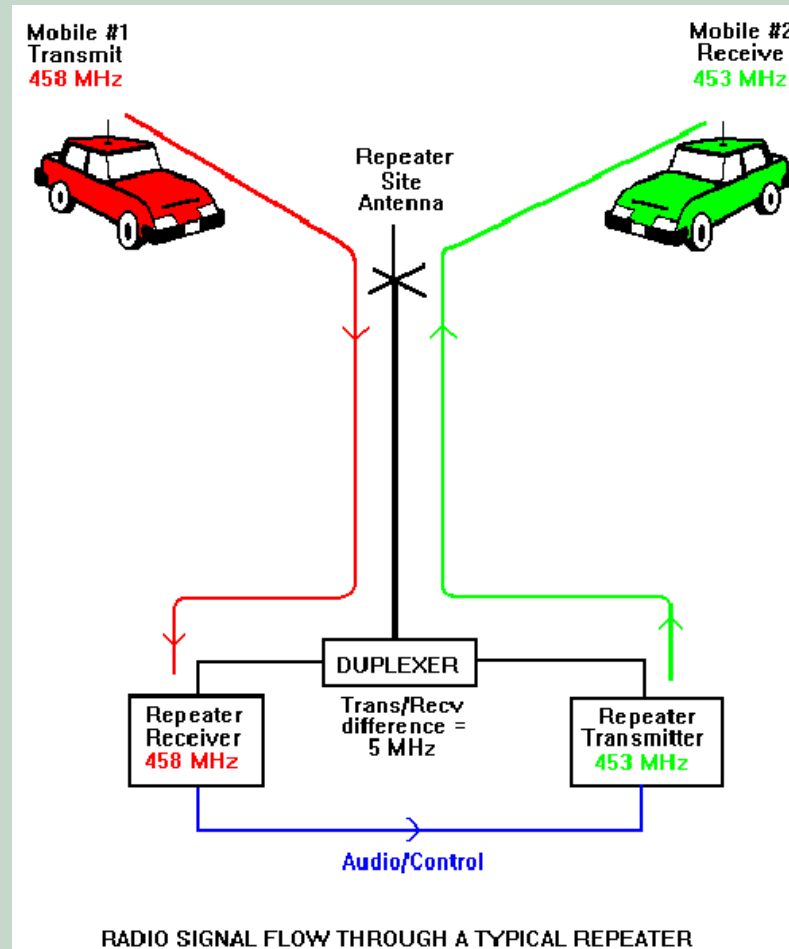 Mobile #1
Transmit
458 MHz
Mobile #2
Receive
453 MHz
Repeater
Site
Antenna
DUPLEXER
Trans/Recv
difference =
5 MHz
Repeater
Receiver
458 MHz
Repeater
Transmitter
453 MHz
Audio/Control
RADIO SIGNAL FLOW THROUGH A TYPICAL REPEATER